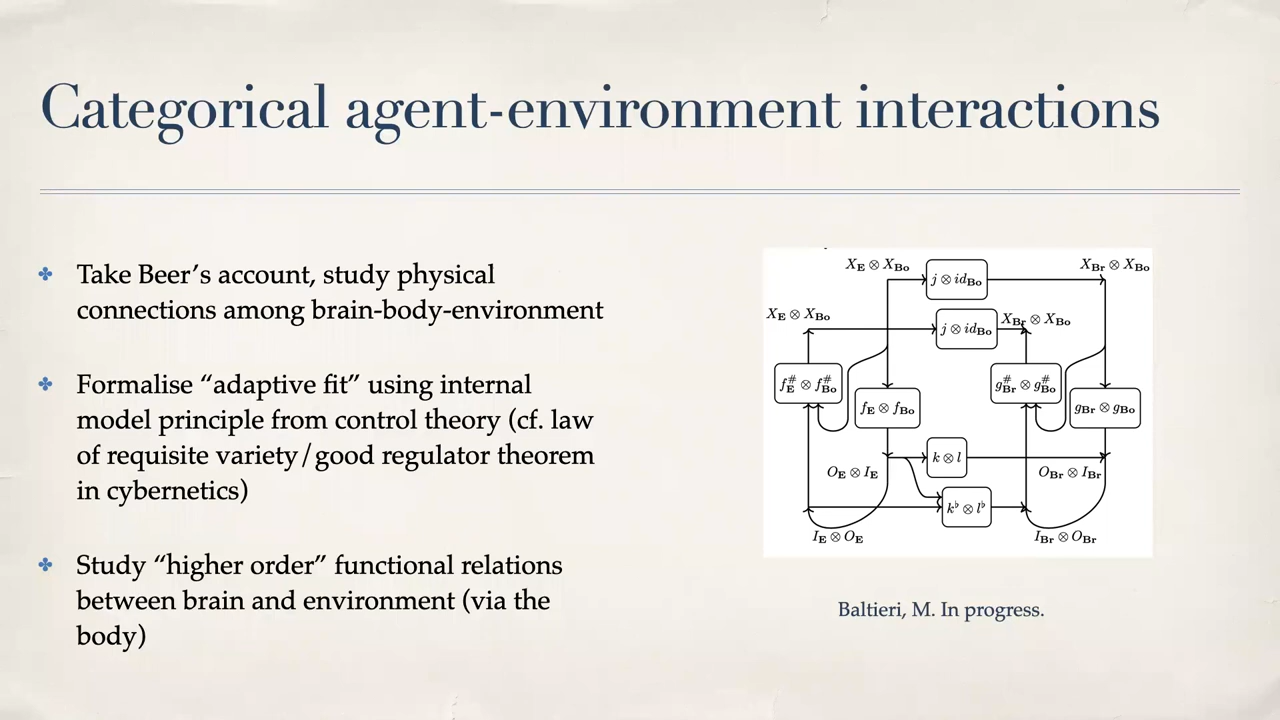 Categorical agent-environment interactions
Take Beer's account, study physical
connections among brain-body-environment
Formalise “adaptive fit” using internal
model principle from control theory (cf. law
of requisite variety/good regulator theorem
in cybernetics)
Study “higher order” functional relations
between brain and environment (via the
body)
X_E ⊗ X_Bo
j ⊗ id_Bo
X_Br ⊗ X_Bo
X_E ⊗ X_Bo
j ⊗ id_Bo
X_Br ⊗ X_Bo
f_E^# ⊗ f_Bo^#
f_E ⊗ f_Bo
g_Br^# ⊗ g_Bo^#
g_Br ⊗ g_Bo
O_E ⊗ I_E
k ⊗ l
O_Br ⊗ I_Br
k^♭ ⊗ l^♭
I_E ⊗ O_E
I_Br ⊗ O_Br
Baltieri, M. In progress.